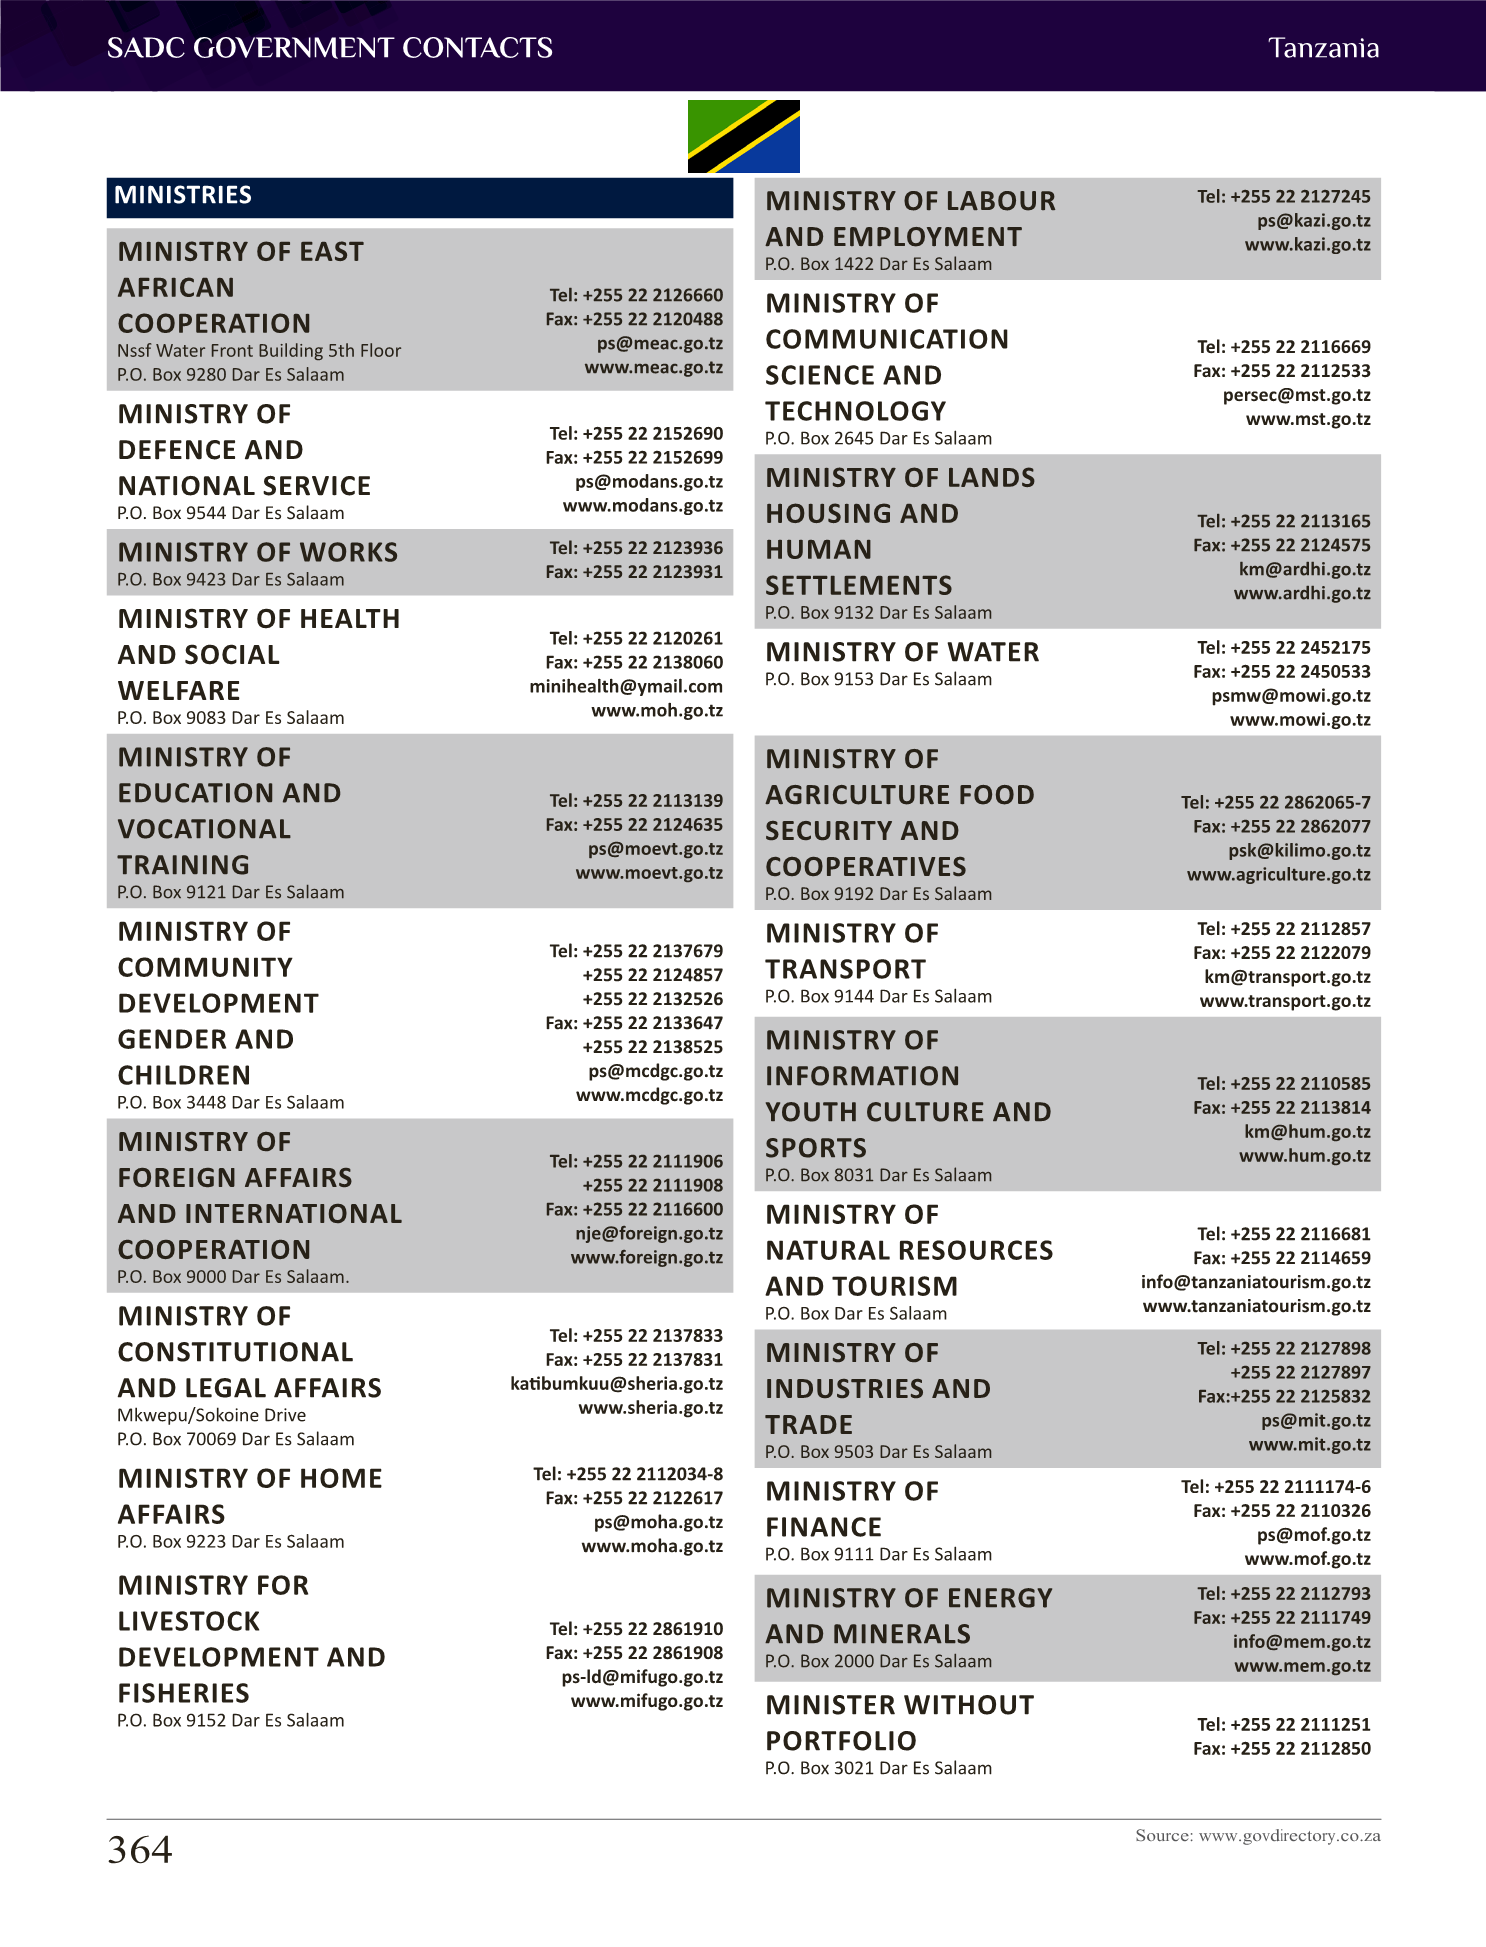 SADC GOVERNMENT CONTACTS
Tanzania
MINISTRIES
MINISTRY OF EAST
AFRICAN
COOPERATION
Nssf Water Front Building 5th Floor
P.O. Box 9280 Dar Es Salaam
Tel: +255 22 2126660
Fax: +255 22 2120488
ps@meac.go.tz
www.meac.go.tz
MINISTRY OF
DEFENCE AND
NATIONAL SERVICE
P.O. Box 9544 Dar Es Salaam
Tel: +255 22 2152690
Fax: +255 22 2152699
ps@modans.go.tz
www.modans.go.tz
MINISTRY OF WORKS
P.O. Box 9423 Dar Es Salaam
Tel: +255 22 2123936
Fax: +255 22 2123931
MINISTRY OF HEALTH
AND SOCIAL
WELFARE
P.O. Box 9083 Dar Es Salaam
Tel: +255 22 2120261
Fax: +255 22 2138060
minihealth@ymail.com
www.moh.go.tz
MINISTRY OF
EDUCATION AND
VOCATIONAL
TRAINING
P.O. Box 9121 Dar Es Salaam
Tel: +255 22 2113139
Fax: +255 22 2124635
ps@moevt.go.tz
www.moevt.go.tz
MINISTRY OF
COMMUNITY
DEVELOPMENT
GENDER AND
CHILDREN
P.O. Box 3448 Dar Es Salaam
Tel: +255 22 2137679
+255 22 2124857
+255 22 2132526
Fax: +255 22 2133647
+255 22 2138525
ps@mcdgc.go.tz
www.mcdgc.go.tz
MINISTRY OF
FOREIGN AFFAIRS
AND INTERNATIONAL
COOPERATION
P.O. Box 9000 Dar Es Salaam.
Tel: +255 22 2111906
+255 22 2111908
Fax: +255 22 2116600
nje@foreign.go.tz
www.foreign.go.tz
MINISTRY OF
CONSTITUTIONAL
AND LEGAL AFFAIRS
Mkwepu/Sokoine Drive
P.O. Box 70069 Dar Es Salaam
Tel: +255 22 2137833
Fax: +255 22 2137831
katibumkuu@sheria.go.tz
www.sheria.go.tz
MINISTRY OF HOME
AFFAIRS
P.O. Box 9223 Dar Es Salaam
Tel: +255 22 2112034-8
Fax: +255 22 2122617
ps@moha.go.tz
www.moha.go.tz
MINISTRY FOR
LIVESTOCK
DEVELOPMENT AND
FISHERIES
P.O. Box 9152 Dar Es Salaam
Tel: +255 22 2861910
Fax: +255 22 2861908
ps-ld@mifugo.go.tz
www.mifugo.go.tz
MINISTRY OF LABOUR
AND EMPLOYMENT
P.O. Box 1422 Dar Es Salaam
Tel: +255 22 2127245
ps@kazi.go.tz
www.kazi.go.tz
MINISTRY OF
COMMUNICATION
SCIENCE AND
TECHNOLOGY
P.O. Box 2645 Dar Es Salaam
Tel: +255 22 2116669
Fax: +255 22 2112533
persec@mst.go.tz
www.mst.go.tz
MINISTRY OF LANDS
HOUSING AND
HUMAN
SETTLEMENTS
P.O. Box 9132 Dar Es Salaam
Tel: +255 22 2113165
Fax: +255 22 2124575
km@ardhi.go.tz
www.ardhi.go.tz
MINISTRY OF WATER
P.O. Box 9153 Dar Es Salaam
Tel: +255 22 2452175
Fax: +255 22 2450533
psmw@mowi.go.tz
www.mowi.go.tz
MINISTRY OF
AGRICULTURE FOOD
SECURITY AND
COOPERATIVES
P.O. Box 9192 Dar Es Salaam
Tel: +255 22 2862065-7
Fax: +255 22 2862077
psk@kilimo.go.tz
www.agriculture.go.tz
MINISTRY OF
TRANSPORT
P.O. Box 9144 Dar Es Salaam
Tel: +255 22 2112857
Fax: +255 22 2122079
km@transport.go.tz
www.transport.go.tz
MINISTRY OF
INFORMATION
YOUTH CULTURE AND
SPORTS
P.O. Box 8031 Dar Es Salaam
Tel: +255 22 2110585
Fax: +255 22 2113814
km@hum.go.tz
www.hum.go.tz
MINISTRY OF
NATURAL RESOURCES
AND TOURISM
P.O. Box Dar Es Salaam
Tel: +255 22 2116681
Fax: +255 22 2114659
info@tanzaniatourism.go.tz
www.tanzaniatourism.go.tz
MINISTRY OF
INDUSTRIES AND
TRADE
P.O. Box 9503 Dar Es Salaam
Tel: +255 22 2127898
+255 22 2127897
Fax:+255 22 2125832
ps@mit.go.tz
www.mit.go.tz
MINISTRY OF
FINANCE
P.O. Box 9111 Dar Es Salaam
Tel: +255 22 2111174-6
Fax: +255 22 2110326
ps@mof.go.tz
www.mof.go.tz
MINISTRY OF ENERGY
AND MINERALS
P.O. Box 2000 Dar Es Salaam
Tel: +255 22 2112793
Fax: +255 22 2111749
info@mem.go.tz
www.mem.go.tz
MINISTER WITHOUT
PORTFOLIO
P.O. Box 3021 Dar Es Salaam
Tel: +255 22 2111251
Fax: +255 22 2112850
364
Source: www.govdirectory.co.za